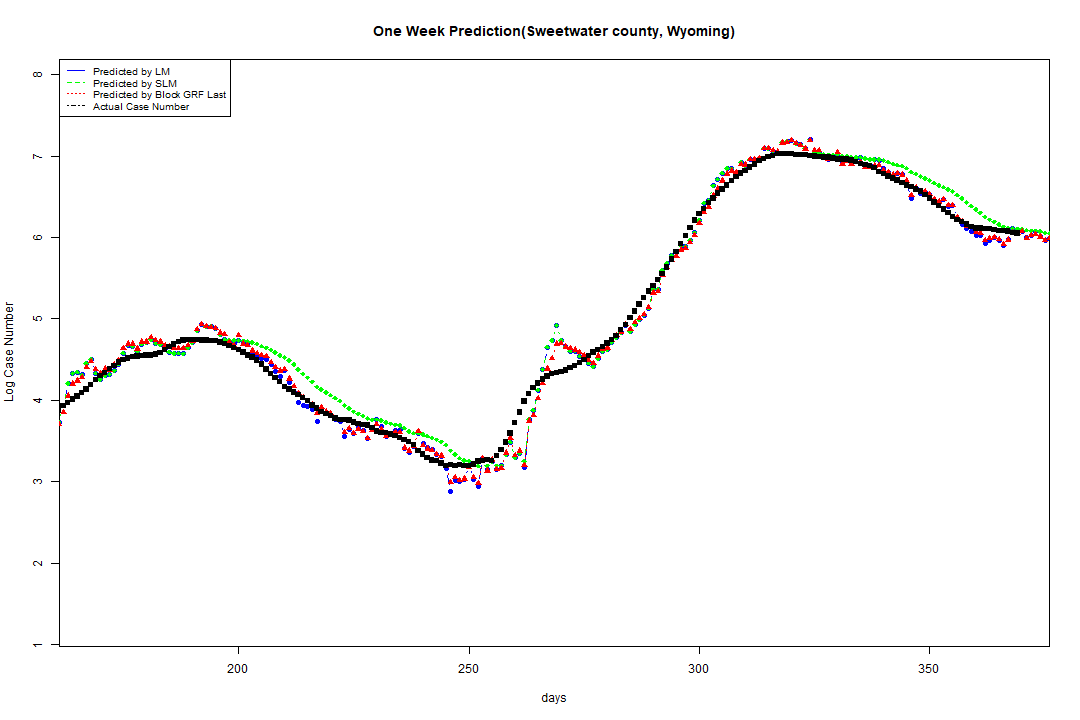 One Week Prediction(Sweetwater county, Wyoming)
Predicted by LM
Predicted by SLM
Predicted by Block GRF Last
Actual Case Number
8
7
6
5
4
3
2
1
Log Case Number
200
250
300
350
days